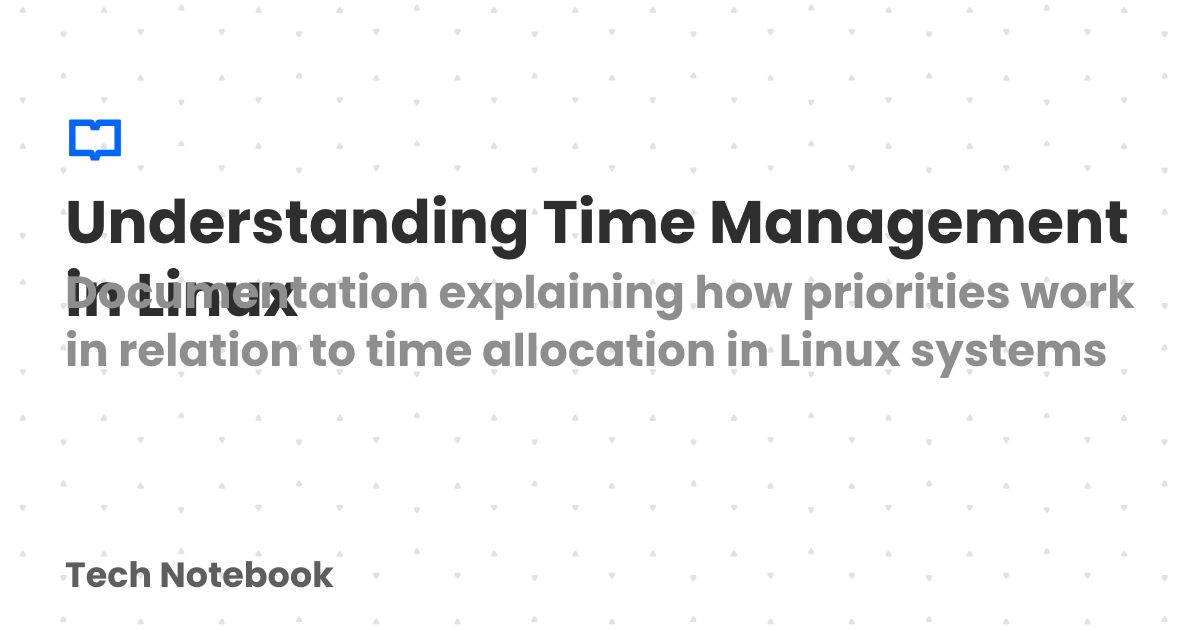 Understanding Time Management
in Linux
Documentation explaining how priorities work
in relation to time allocation in Linux systems
Tech Notebook